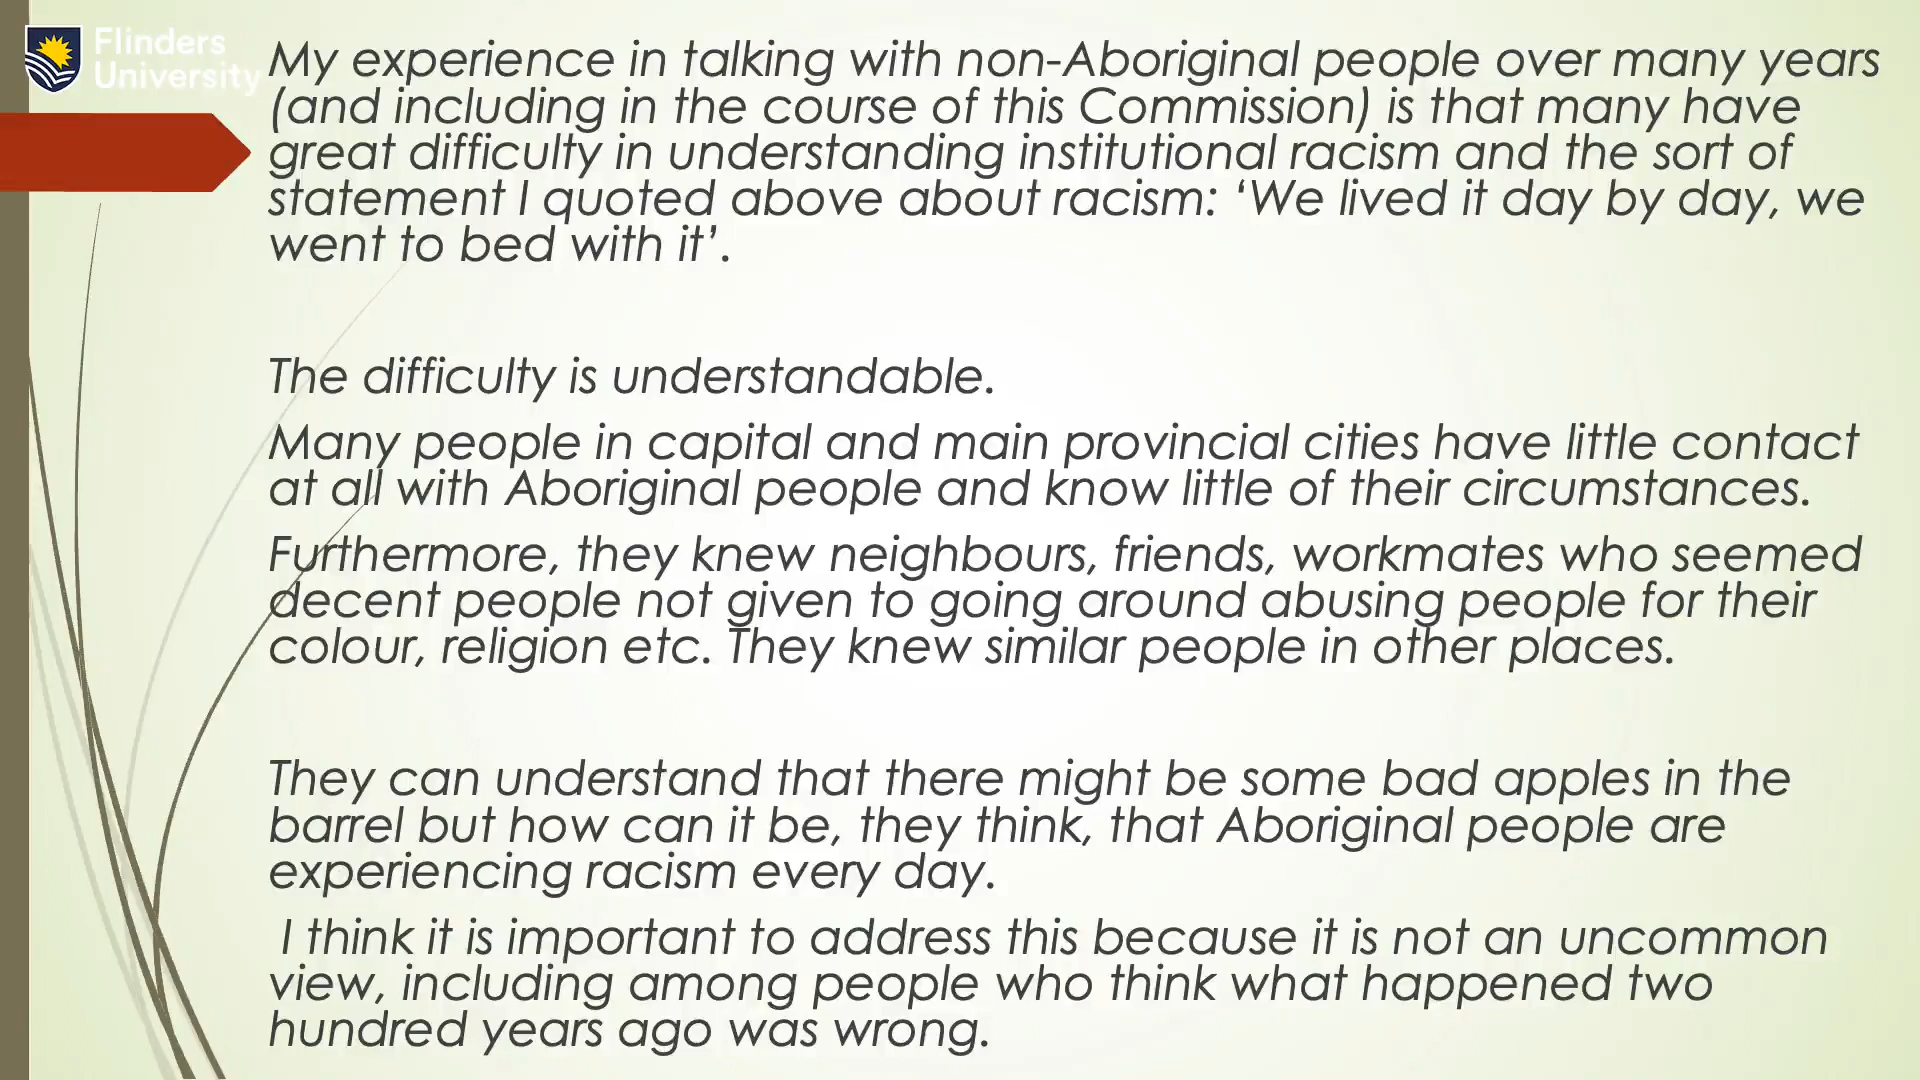 Flinders
University
My experience in talking with non-Aboriginal people over many years
(and including in the course of this Commission) is that many have
great difficulty in understanding institutional racism and the sort of
statement I quoted above about racism: ‘We lived it day by day, we
went to bed with it’.
The difficulty is understandable.
Many people in capital and main provincial cities have little contact
at all with Aboriginal people and know little of their circumstances.
Furthermore, they knew neighbours, friends, workmates who seemed
decent people not given to going around abusing people for their
colour, religion etc. They knew similar people in other places.
They can understand that there might be some bad apples in the
barrel but how can it be, they think, that Aboriginal people are
experiencing racism every day.
I think it is important to address this because it is not an uncommon
view, including among people who think what happened two
hundred years ago was wrong.